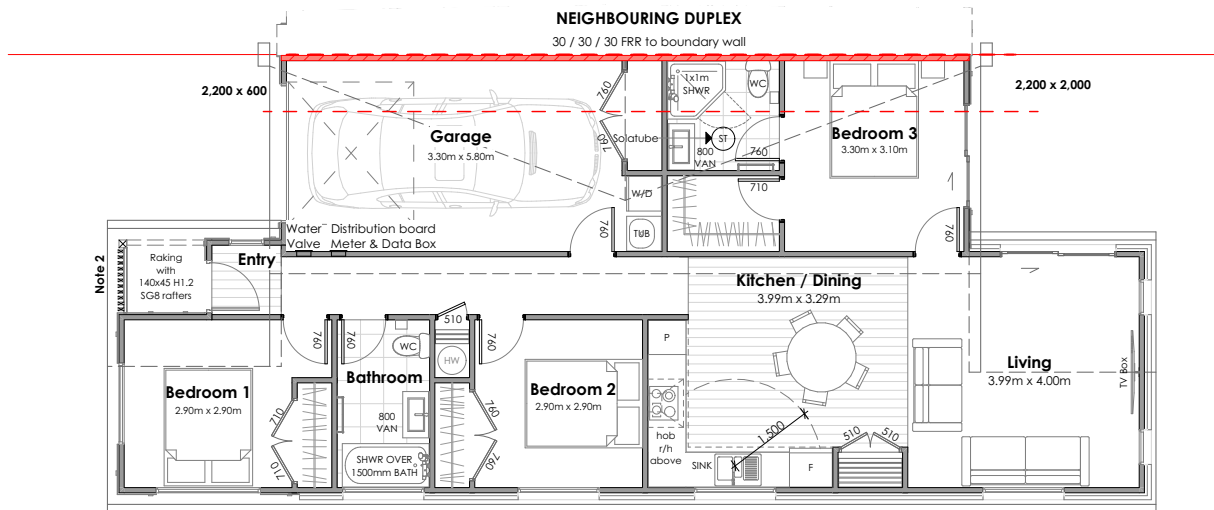 NEIGHBOURING DUPLEX
30 / 30 / 30 FRR to boundary wall
2,200 x 600
2,200 x 2,000
760
760
1x1m
SHWR
WC
Garage
3.30m x 5.80m
Solatube
ST
800
VAN
760
Bedroom 3
3.30m x 3.10m
710
W/D
TUB
760
760
Water
Valve
Distribution board
Meter & Data Box
Note 2
Raking
with
140x45 H1.2
SG8 rafters
Entry
Kitchen / Dining
3.99m x 3.29m
510
760
760
WC
HW
760
P
Bedroom 1
2.90m x 2.90m
Bathroom
Bedroom 2
2.90m x 2.90m
Living
3.99m x 4.00m
TV Box
710
710
800
VAN
760
760
SHWR OVER
1500mm BATH
hob
r/h
above
1,500
SINK
F
510
510